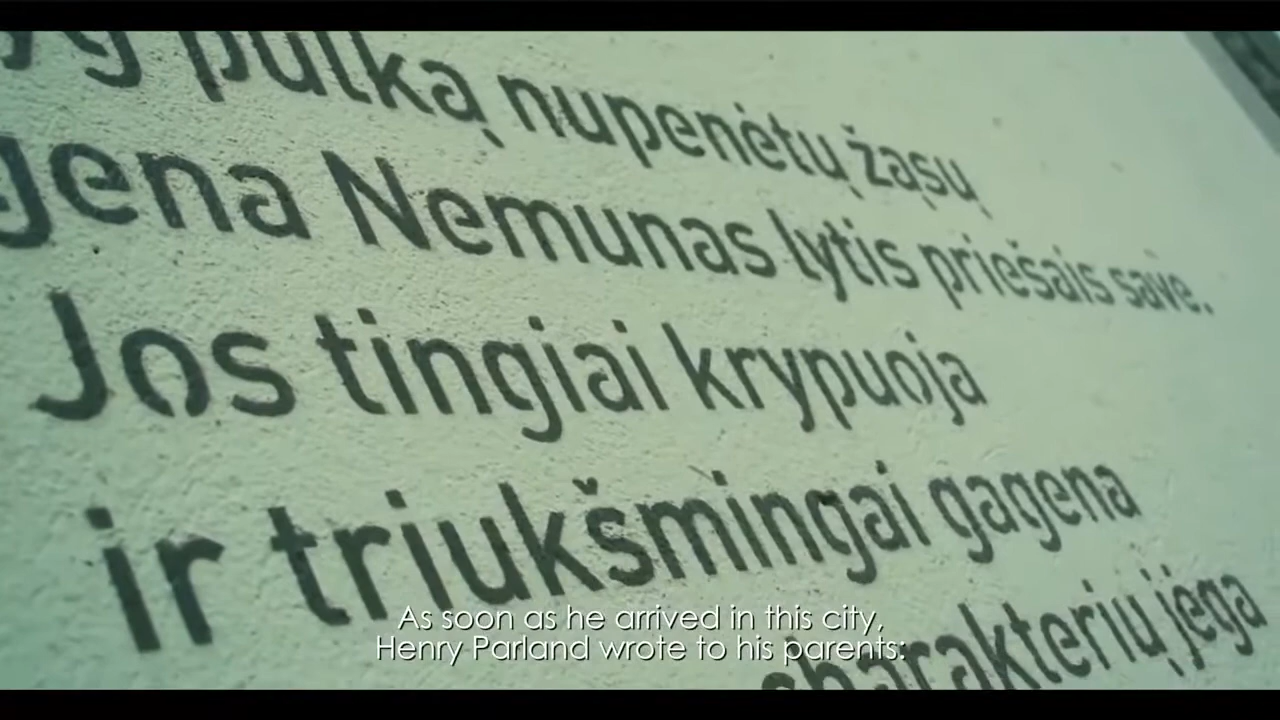 pulką nupenėtų žąsų
gena Nemunas lytis priešais save.
Jos tingiai krypuoja
ir triukšmingai gagena
charakterių jėga
As soon as he arrived in this city,
Henry Parland wrote to his parents: